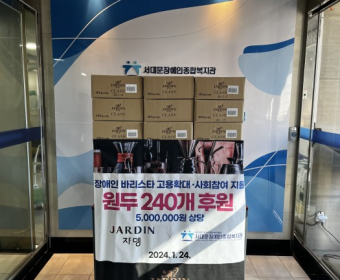 서대문장애인종합복지관
장애인 바리스타 고용확대·사회참여 지원
원두 240개 후원
5,000,000원 상당
JARDIN
쟈뎅
서대문장애인종합복지관
2024.1.24.